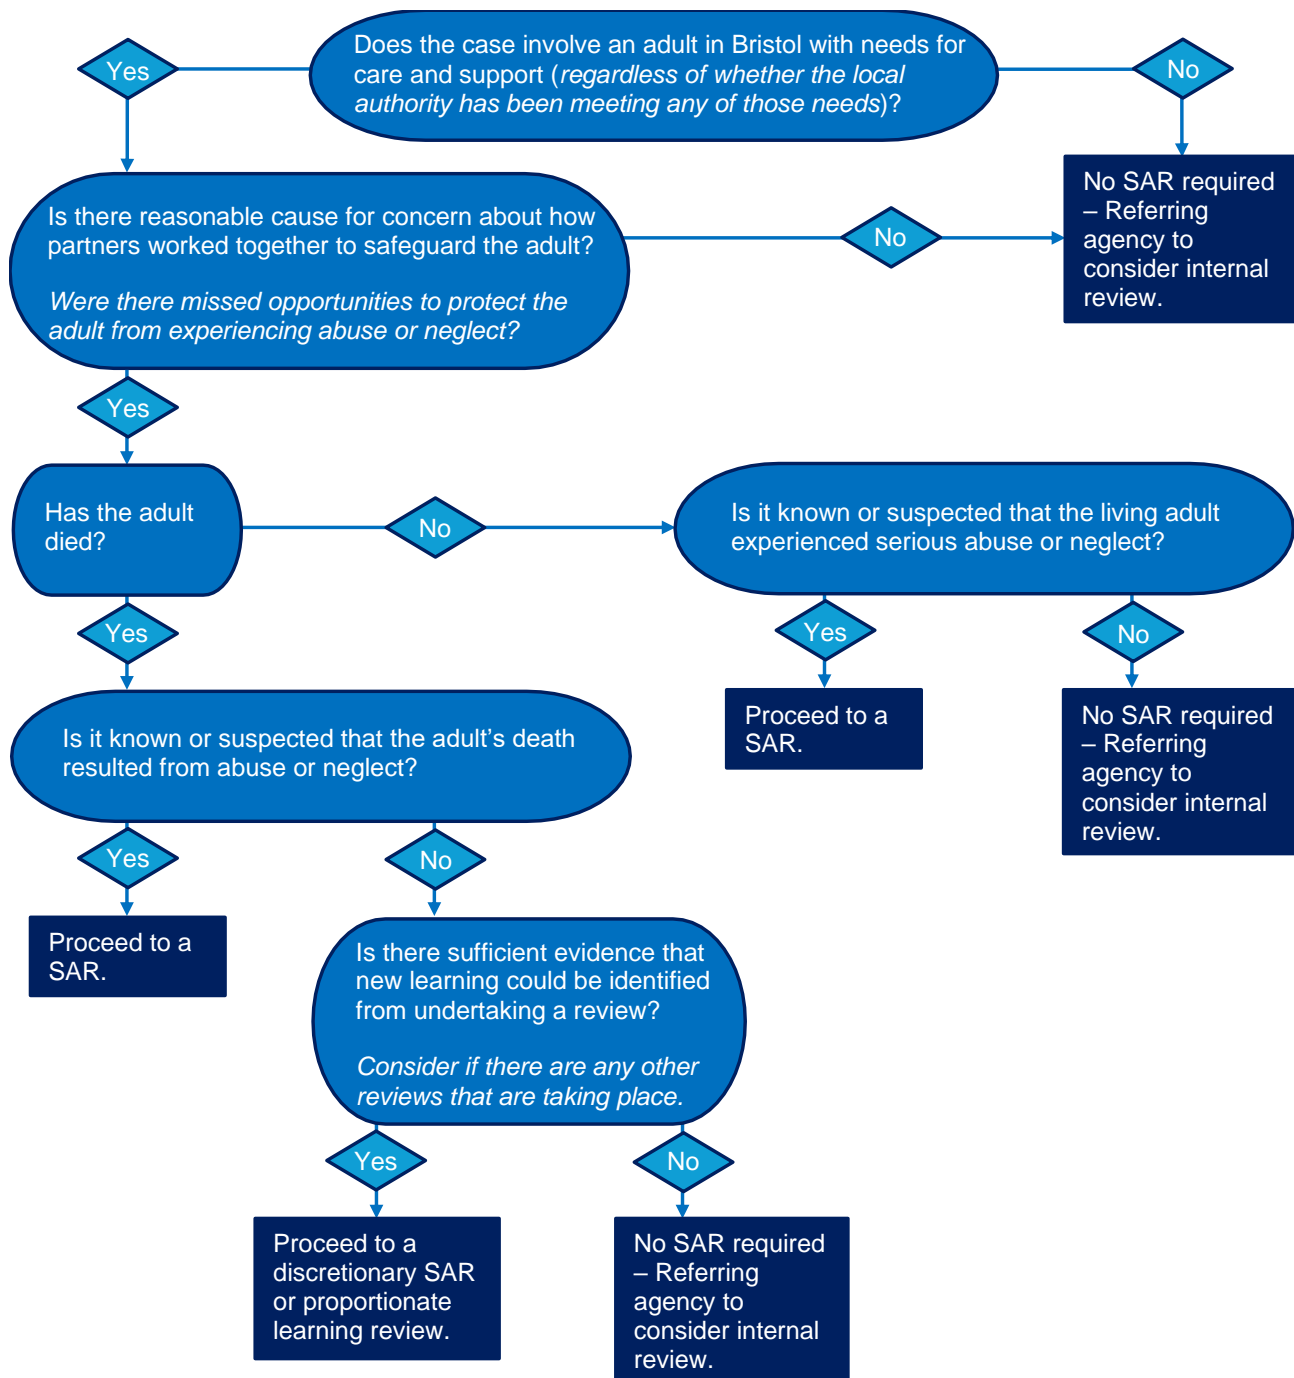 Does the case involve an adult in Bristol with needs for
care and support (regardless of whether the local
authority has been meeting any of those needs)?
Yes
No
No SAR required
– Referring
agency to
consider internal
review.
Is there reasonable cause for concern about how
partners worked together to safeguard the adult?
Were there missed opportunities to protect the
adult from experiencing abuse or neglect?
No
Yes
Has the adult
died?
No
Is it known or suspected that the living adult
experienced serious abuse or neglect?
Yes
Yes
No
Is it known or suspected that the adult’s death
resulted from abuse or neglect?
Proceed to a
SAR.
No SAR required
– Referring
agency to
consider internal
review.
Yes
No
Proceed to a
SAR.
Is there sufficient evidence that
new learning could be identified
from undertaking a review?
Consider if there are any other
reviews that are taking place.
Yes
No
Proceed to a
discretionary SAR
or proportionate
learning review.
No SAR required
– Referring
agency to
consider internal
review.